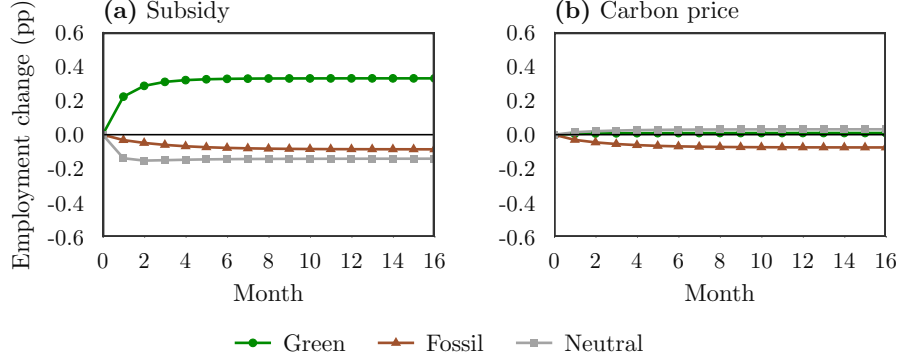 (a) Subsidy
(b) Carbon price
Employment change (pp)
0.6
0.4
0.2
0.0
-0.2
-0.4
-0.6
0 2 4 6 8 10 12 14 16
Month
0.6
0.4
0.2
0.0
-0.2
-0.4
-0.6
0 2 4 6 8 10 12 14 16
Month
Green Fossil Neutral